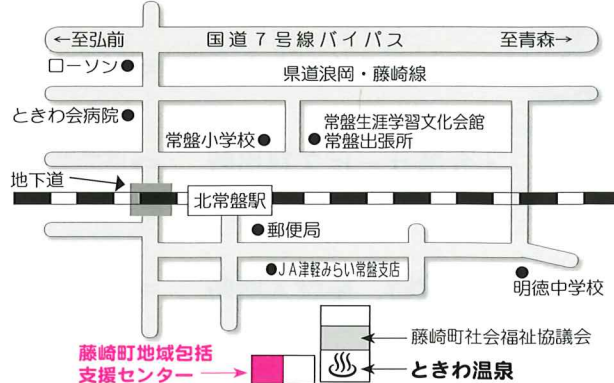 ←至弘前 国道7号線バイパス 至青森→
ローソン
県道浪岡・藤崎線
ときわ会病院
常盤小学校
常盤生涯学習文化会館
常盤出張所
地下道
北常盤駅
郵便局
JA津軽みらい常盤支店
明徳中学校
藤崎町社会福祉協議会
藤崎町地域包括
支援センター
ときわ温泉